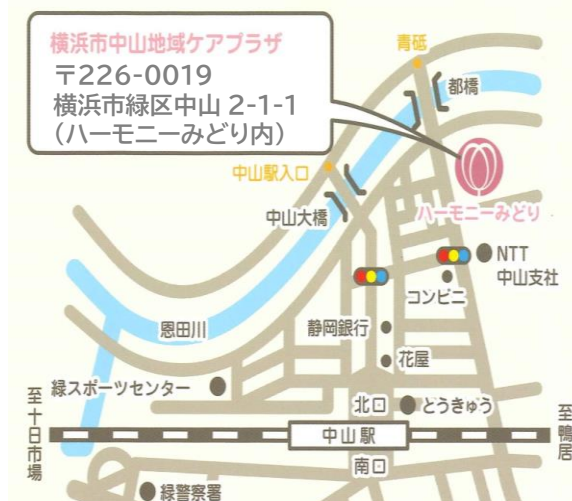 横浜市中山地域ケアプラザ
〒226-0019
横浜市緑区中山 2-1-1
(ハーモニーみどり内)
青砥
都橋
中山駅入口
中山大橋
ハーモニーみどり
NTT
中山支社
コンビニ
恩田川
静岡銀行
花屋
緑スポーツセンター
北口
とうきゅう
至十日市場
中山駅
至鴨居
南口
緑警察署